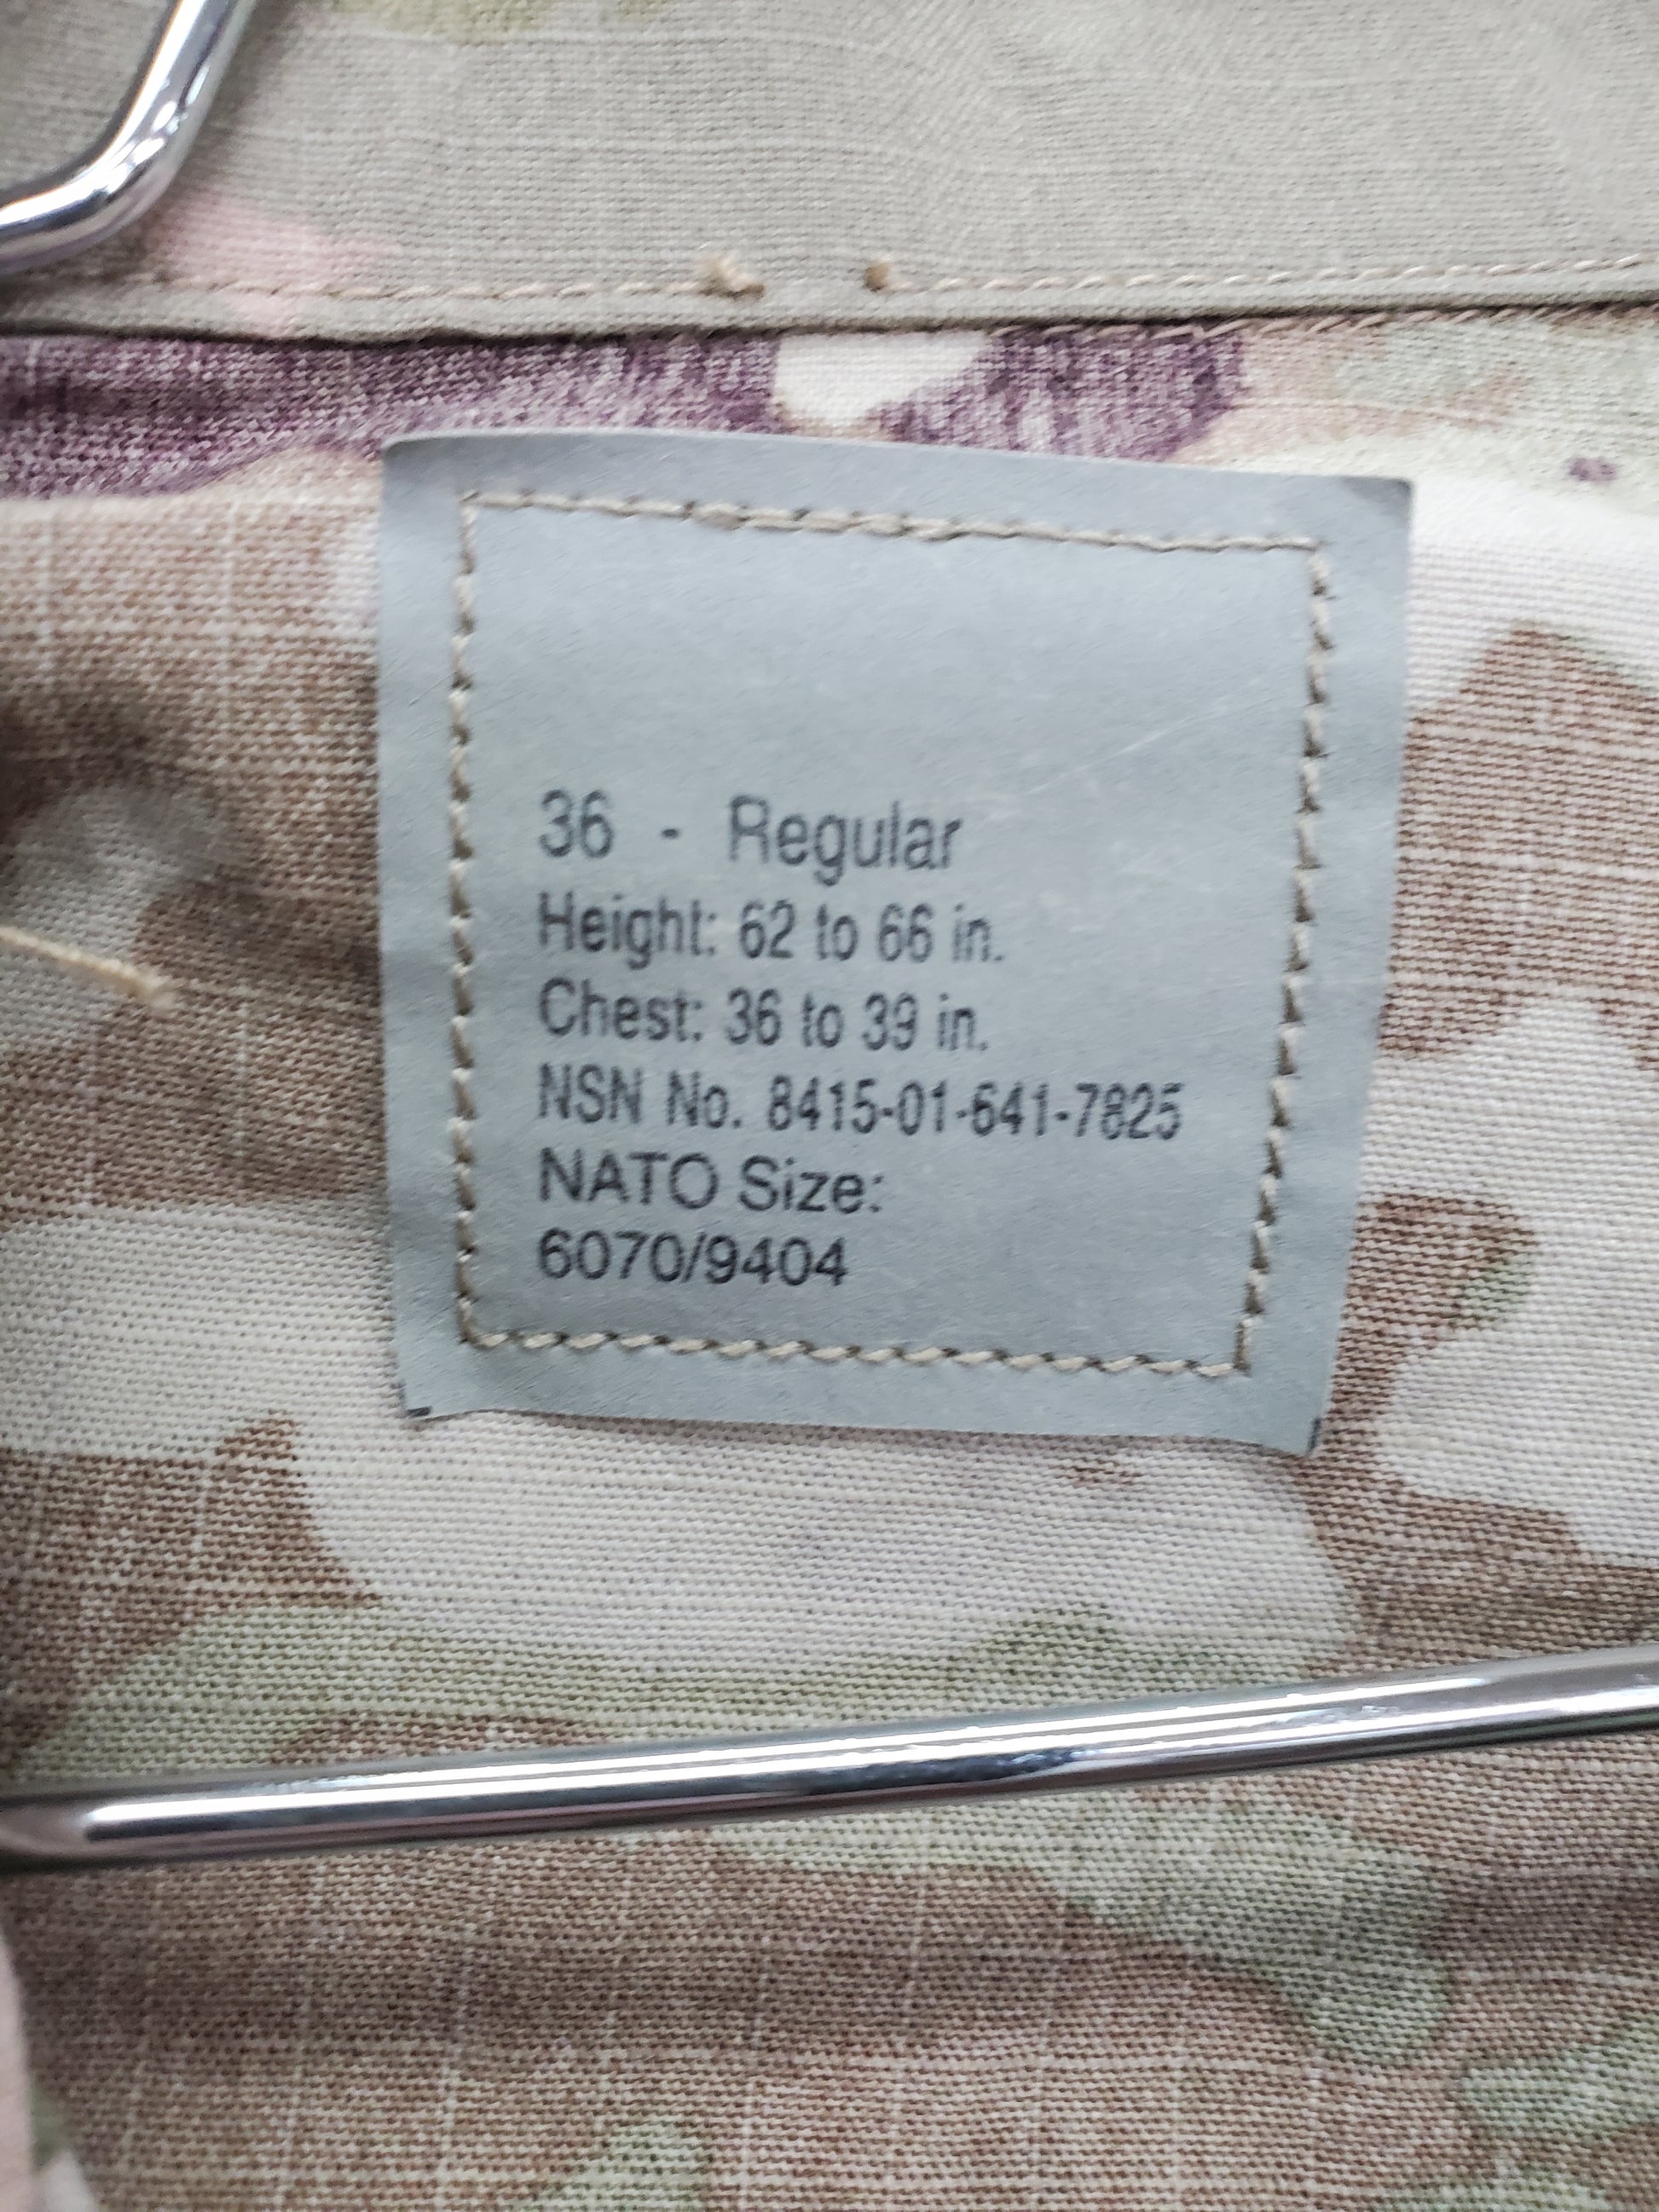 36 - Regular
Height: 62 to 66 in.
Chest: 36 to 39 in.
NSN No. 8415-01-641-7825
NATO Size:
6070/9404